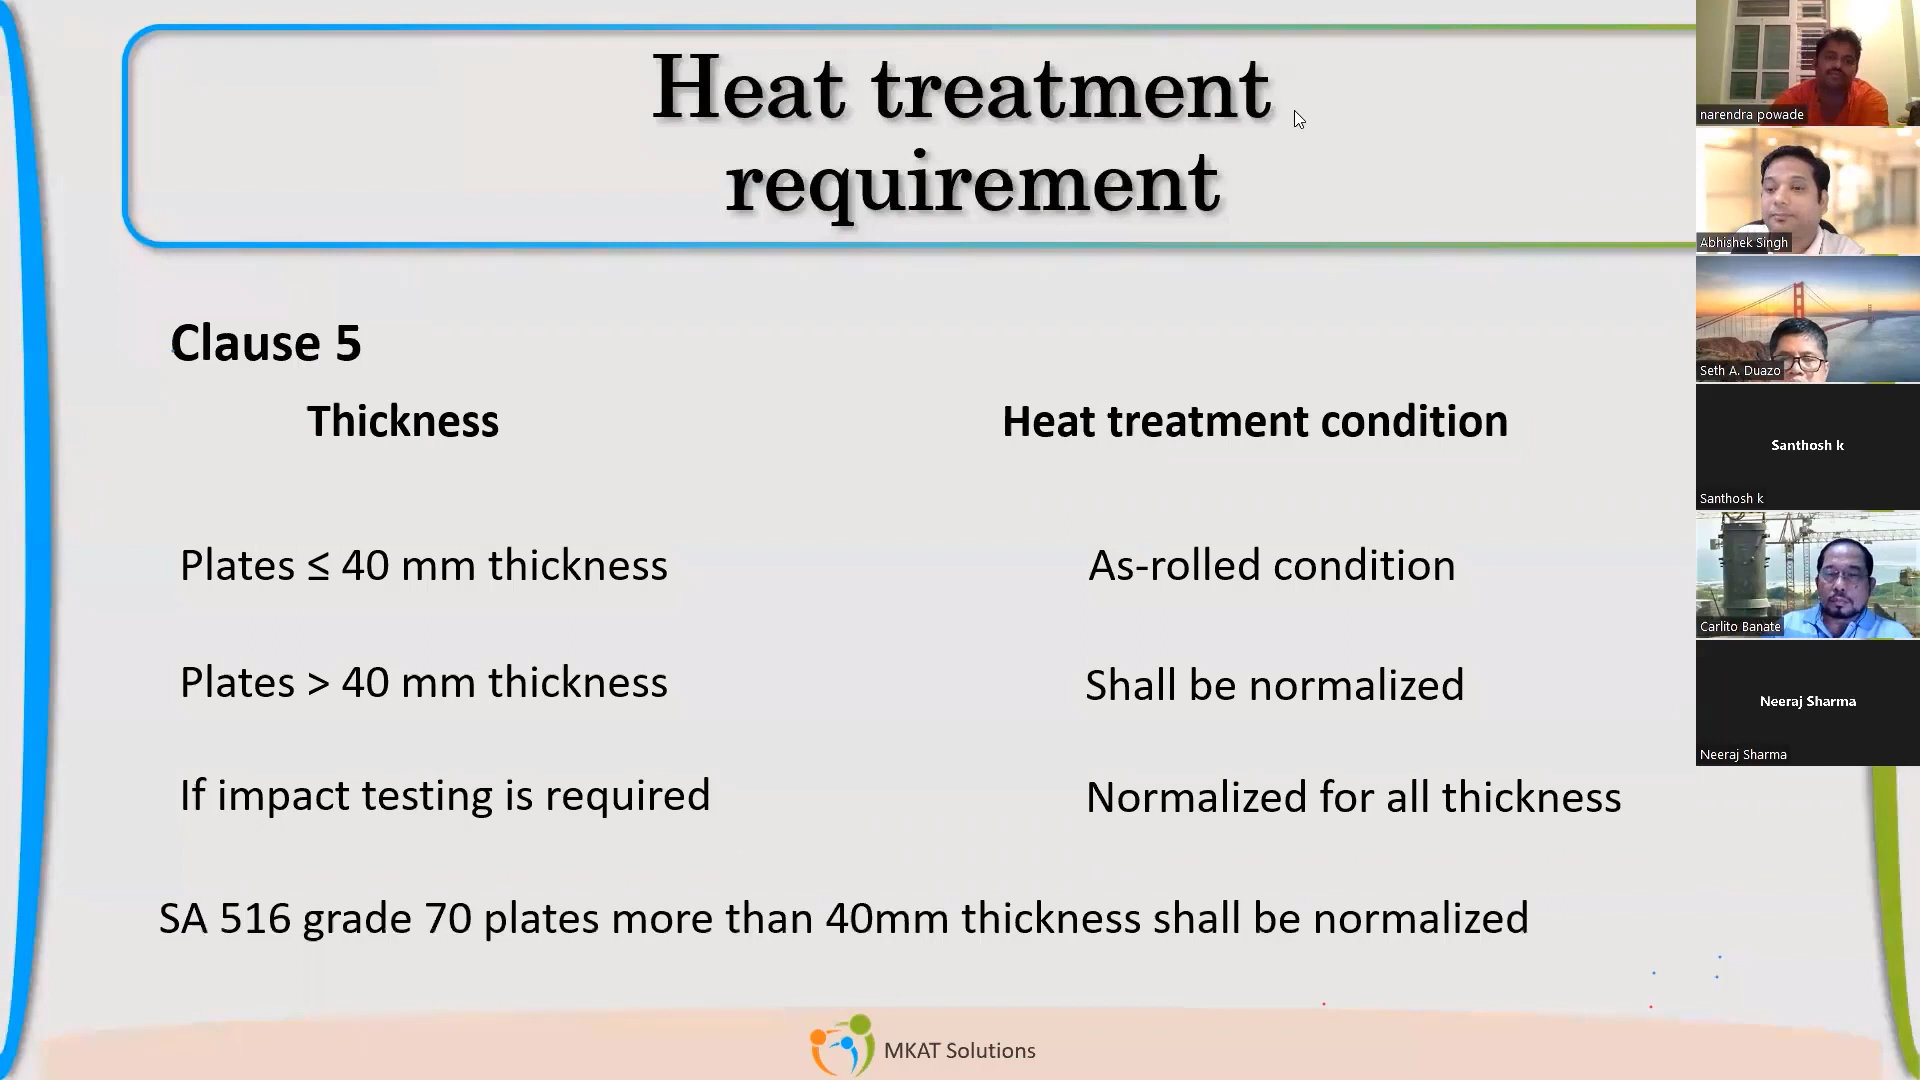 Heat treatment
requirement
Clause 5
Thickness
Heat treatment condition
Plates ≤ 40 mm thickness
As-rolled condition
Plates > 40 mm thickness
Shall be normalized
If impact testing is required
Normalized for all thickness
SA 516 grade 70 plates more than 40mm thickness shall be normalized
MKAT Solutions
narendra powade
Abhishek Singh
Seth A. Duazo
Santhosh k
Santhosh k
Carlito Banate
Neeraj Sharma
Neeraj Sharma